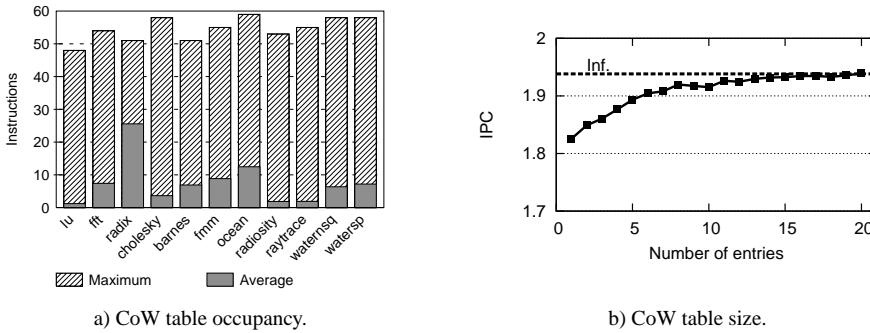 60
50
40
30
20
10
0
Instructions
lu
fft
radix
cholesky
barnes
fmm
ocean
radiosity
raytrace
waternsq
watersp
Maximum
Average
a) CoW table occupancy.
2
1.9
1.8
1.7
IPC
Inf.
0
5
10
15
20
Number of entries
b) CoW table size.